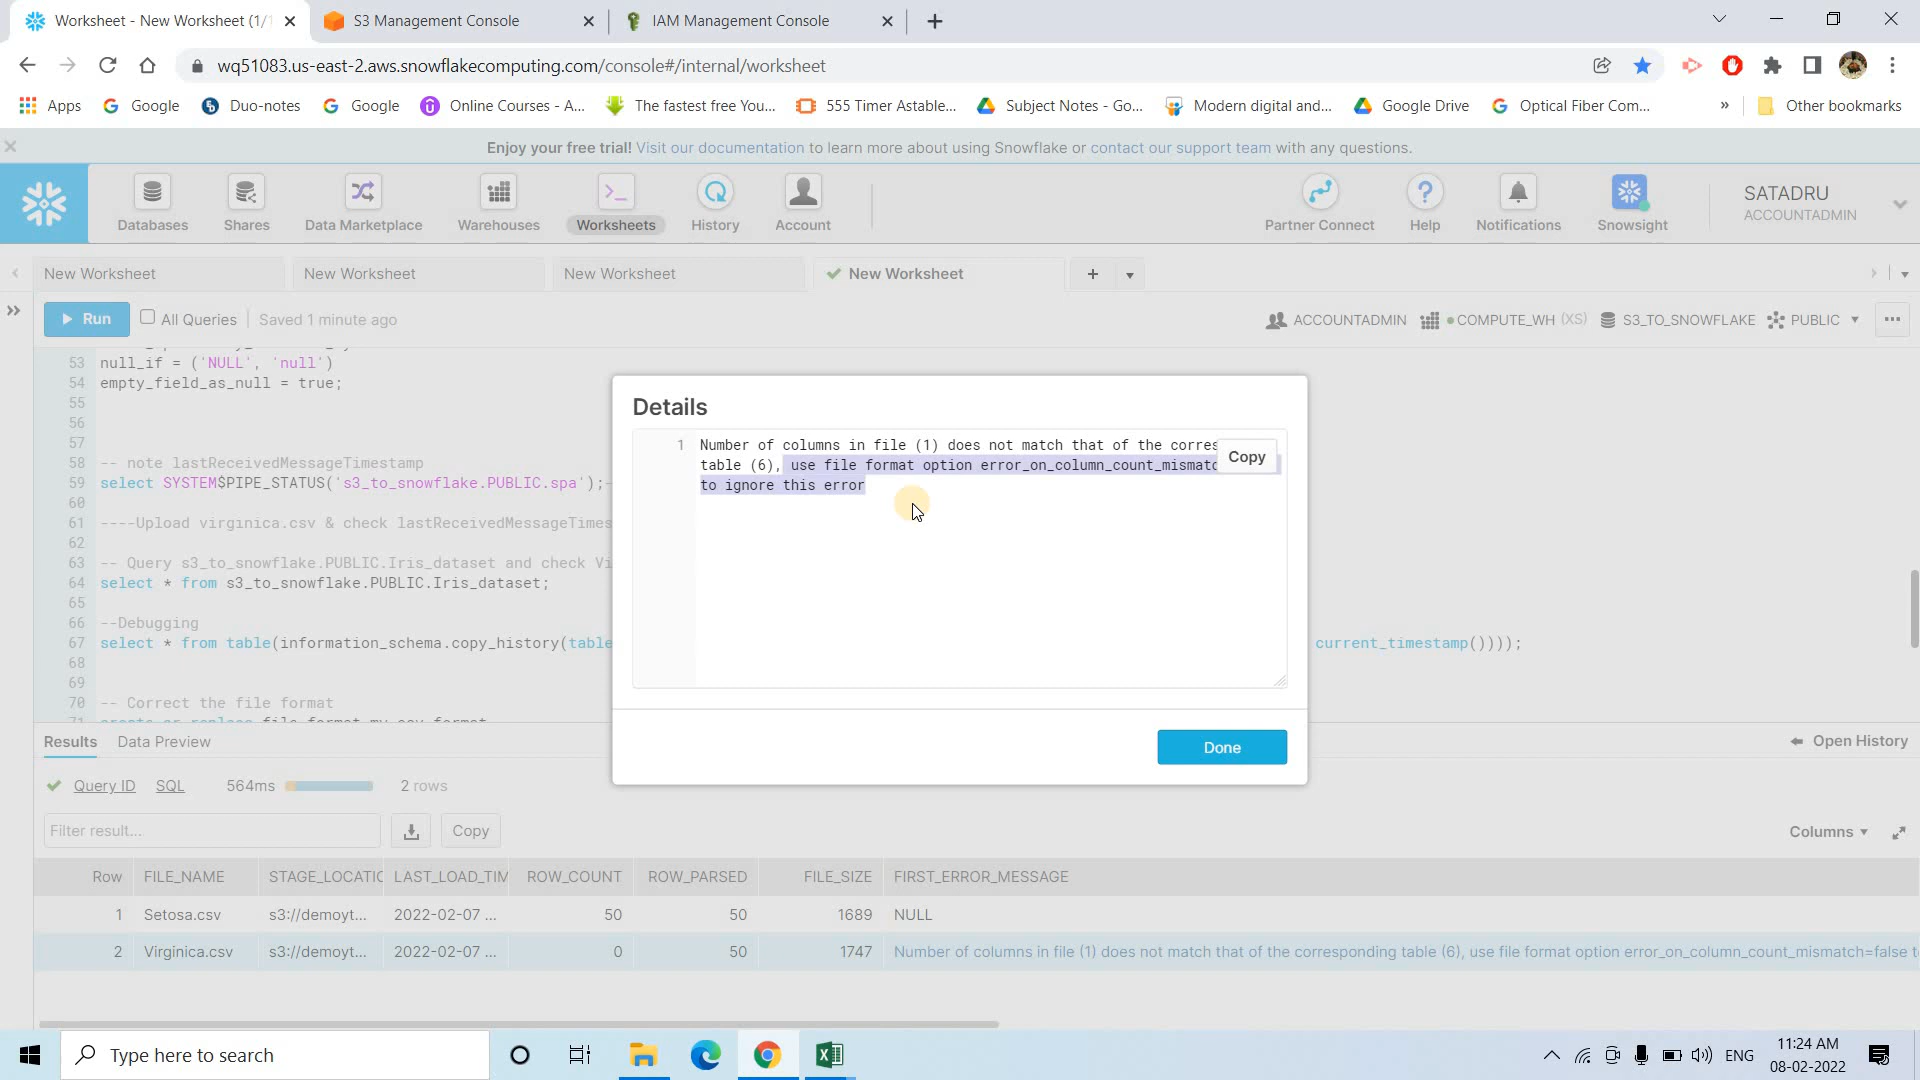 Worksheet - New Worksheet (1/1
S3 Management Console
IAM Management Console
wq51083.us-east-2.aws.snowflakecomputing.com/console#/internal/worksheet
Apps
Google
Duo-notes
Google
Online Courses - A...
The fastest free You...
555 Timer Astable...
Subject Notes - Go...
Modern digital and...
Google Drive
Optical Fiber Com...
»
Other bookmarks
Enjoy your free trial! Visit our documentation to learn more about using Snowflake or contact our support team with any questions.
Databases
Shares
Data Marketplace
Warehouses
Worksheets
History
Account
Partner Connect
Help
Notifications
Snowsight
SATADRU
ACCOUNTADMIN
New Worksheet
New Worksheet
New Worksheet
New Worksheet
Run
All Queries
Saved 1 minute ago
ACCOUNTADMIN
COMPUTE_WH (XS)
S3_TO_SNOWFLAKE
PUBLIC
53 null_if = ('NULL', 'null')
54 empty_field_as_null = true;
55
56
57
58 -- note lastReceivedMessageTimestamp
59 select SYSTEM$PIPE_STATUS('s3_to_snowflake.PUBLIC.spa');
60
61 ----Upload virginica.csv & check lastReceivedMessageTimes
62
63 -- Query s3_to_snowflake.PUBLIC.Iris_dataset and check Vi
64 select * from s3_to_snowflake.PUBLIC.Iris_dataset;
65
66 --Debugging
67 select * from table(information_schema.copy_history(table
current_timestamp())));
68
69
70 -- Correct the file format
71 create or replace file format my_csv_format
Details
1 Number of columns in file (1) does not match that of the corres
table (6), use file format option error_on_column_count_mismatc
to ignore this error
Copy
Done
Results
Data Preview
Open History
Query ID
SQL
564ms
2 rows
Filter result...
Copy
Columns
Row FILE_NAME STAGE_LOCATIC LAST_LOAD_TIM ROW_COUNT ROW_PARSED FILE_SIZE FIRST_ERROR_MESSAGE
1 Setosa.csv s3://demoyt... 2022-02-07 ... 50 50 1689 NULL
2 Virginica.csv s3://demoyt... 2022-02-07 ... 0 50 1747 Number of columns in file (1) does not match that of the corresponding table (6), use file format option error_on_column_count_mismatch=false t
Type here to search
ENG
11:24 AM
08-02-2022